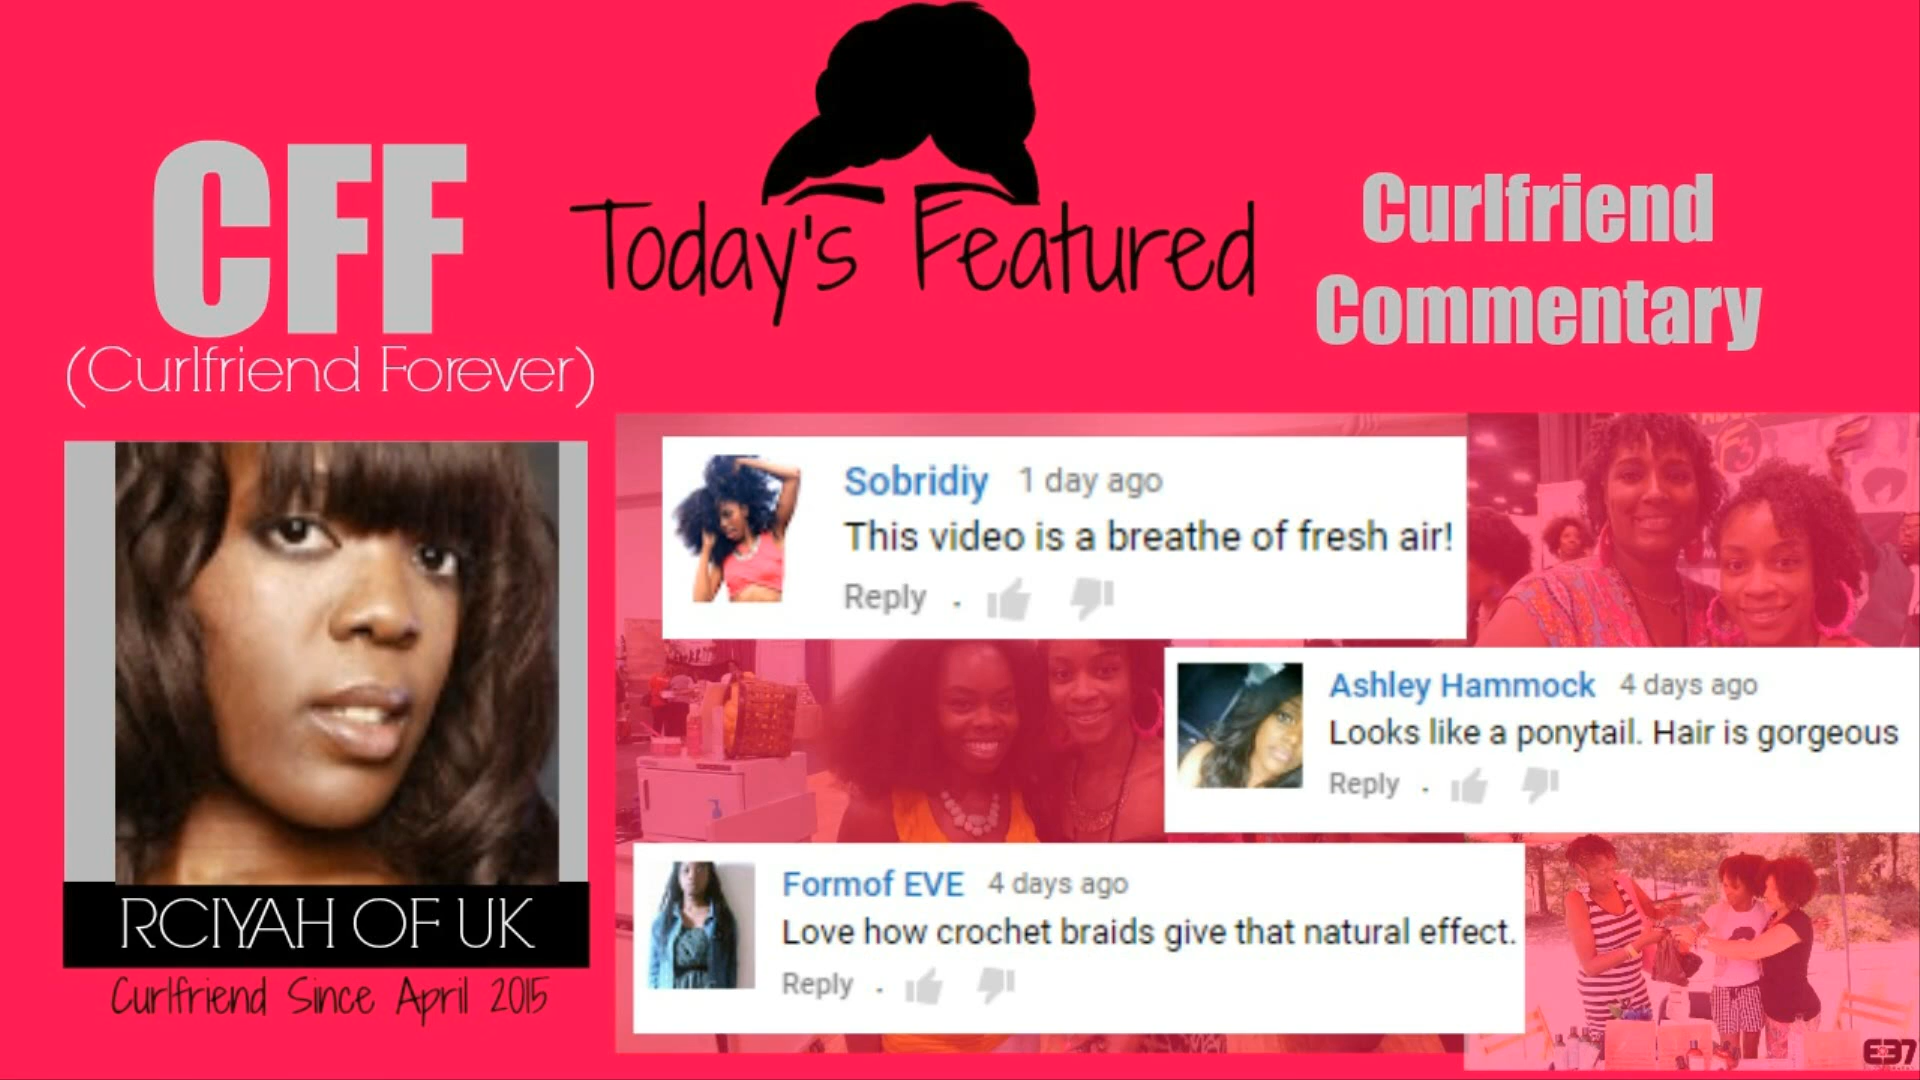 CFF
(Curlfriend Forever)
Today's Featured
Curlfriend
Commentary
RCIYAH OF UK
Curlfriend Since April 2015
Sobridiy 1 day ago
This video is a breathe of fresh air!
Reply .
Ashley Hammock 4 days ago
Looks like a ponytail. Hair is gorgeous
Reply .
Formof EVE 4 days ago
Love how crochet braids give that natural effect.
Reply .
E37